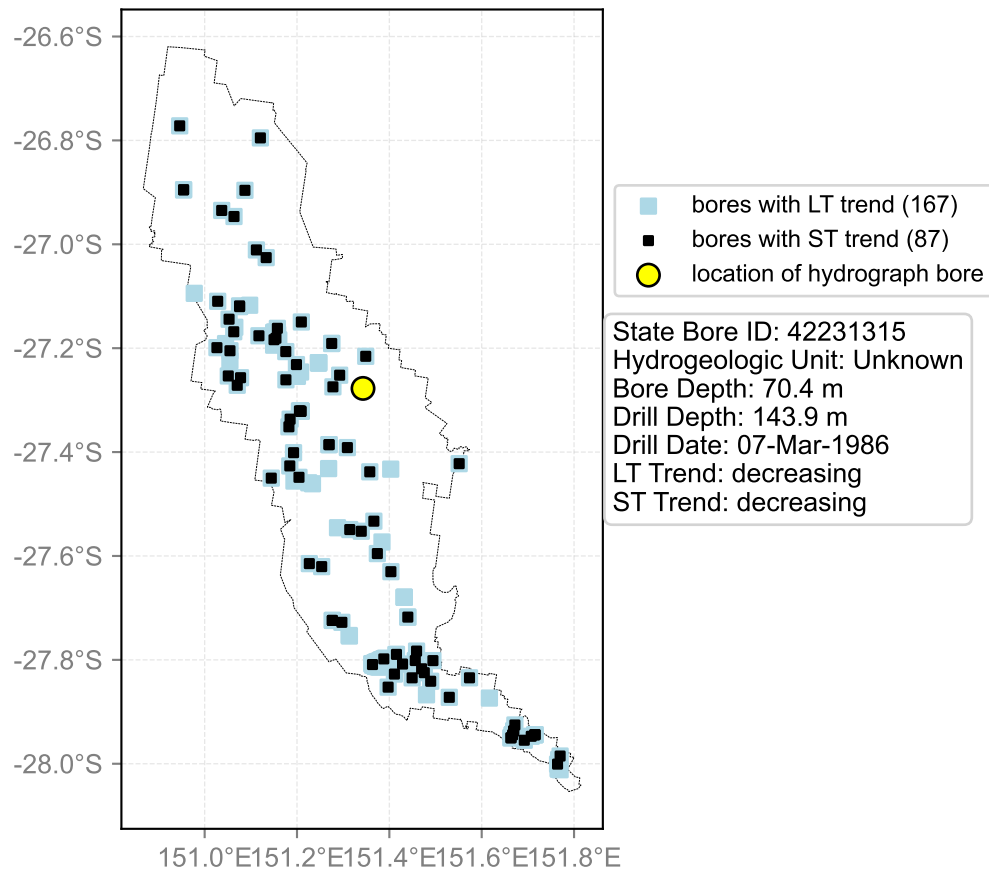 -26.6°S
-26.8°S
-27.0°S
-27.2°S
-27.4°S
-27.6°S
-27.8°S
-28.0°S
151.0°E151.2°E151.4°E151.6°E151.8°E
bores with LT trend (167)
bores with ST trend (87)
location of hydrograph bore
State Bore ID: 42231315
Hydrogeologic Unit: Unknown
Bore Depth: 70.4 m
Drill Depth: 143.9 m
Drill Date: 07-Mar-1986
LT Trend: decreasing
ST Trend: decreasing